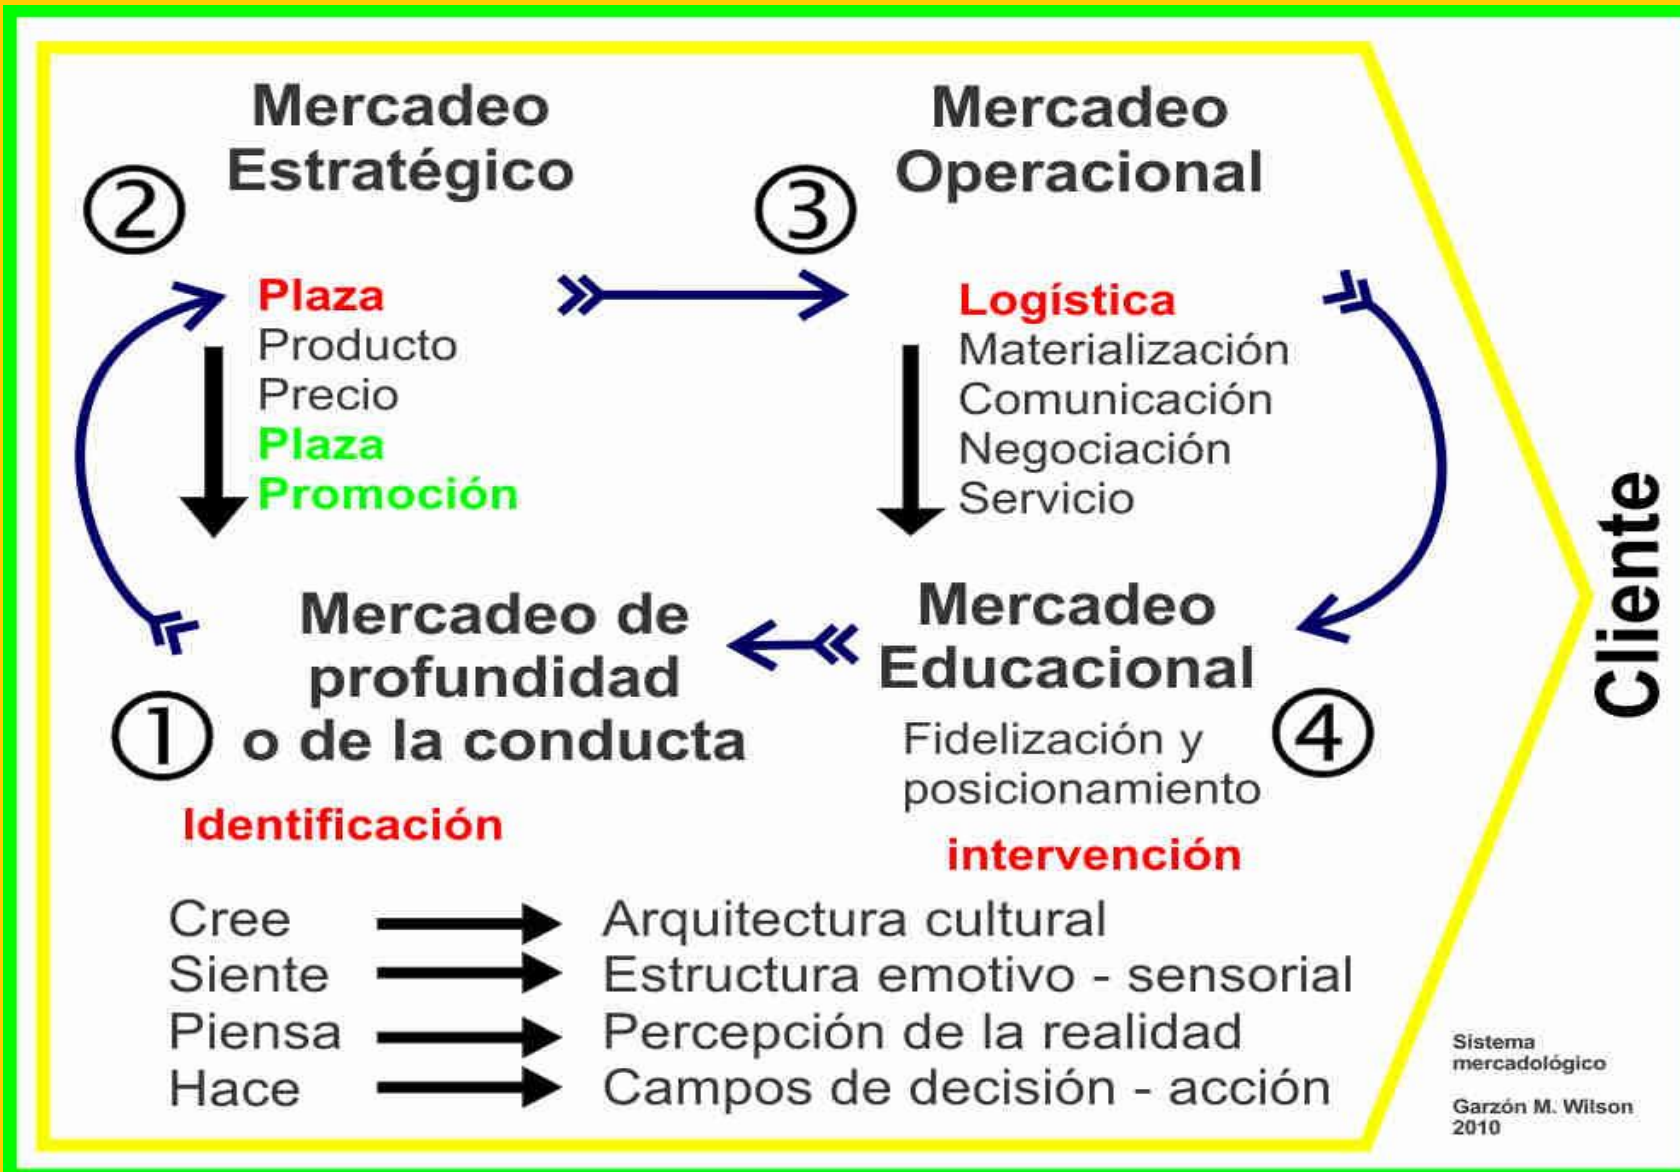 Mercadeo
Estratégico
②
Plaza
Producto
Precio
Plaza
Promoción
Mercadeo
Operacional
③
Logística
Materialización
Comunicación
Negociación
Servicio
Mercadeo de
profundidad
o de la conducta
①
Mercadeo
Educacional
④
Fidelización y
posicionamiento
Identificación
intervención
Cree
Arquitectura cultural
Siente
Estructura emotivo - sensorial
Piensa
Percepción de la realidad
Hace
Campos de decisión - acción
Cliente
Sistema
mercadológico
Garzón M. Wilson
2010